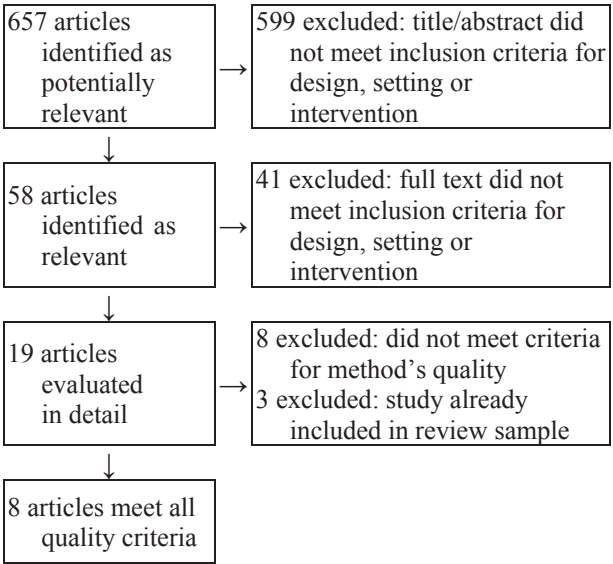 657 articles
identified as
potentially
relevant
→
599 excluded: title/abstract did
not meet inclusion criteria for
design, setting or
intervention
↓
58 articles
identified as
relevant
→
41 excluded: full text did not
meet inclusion criteria for
design, setting or
intervention
↓
19 articles
evaluated
in detail
→
8 excluded: did not meet criteria
for method's quality
3 excluded: study already
included in review sample
↓
8 articles meet all
quality criteria